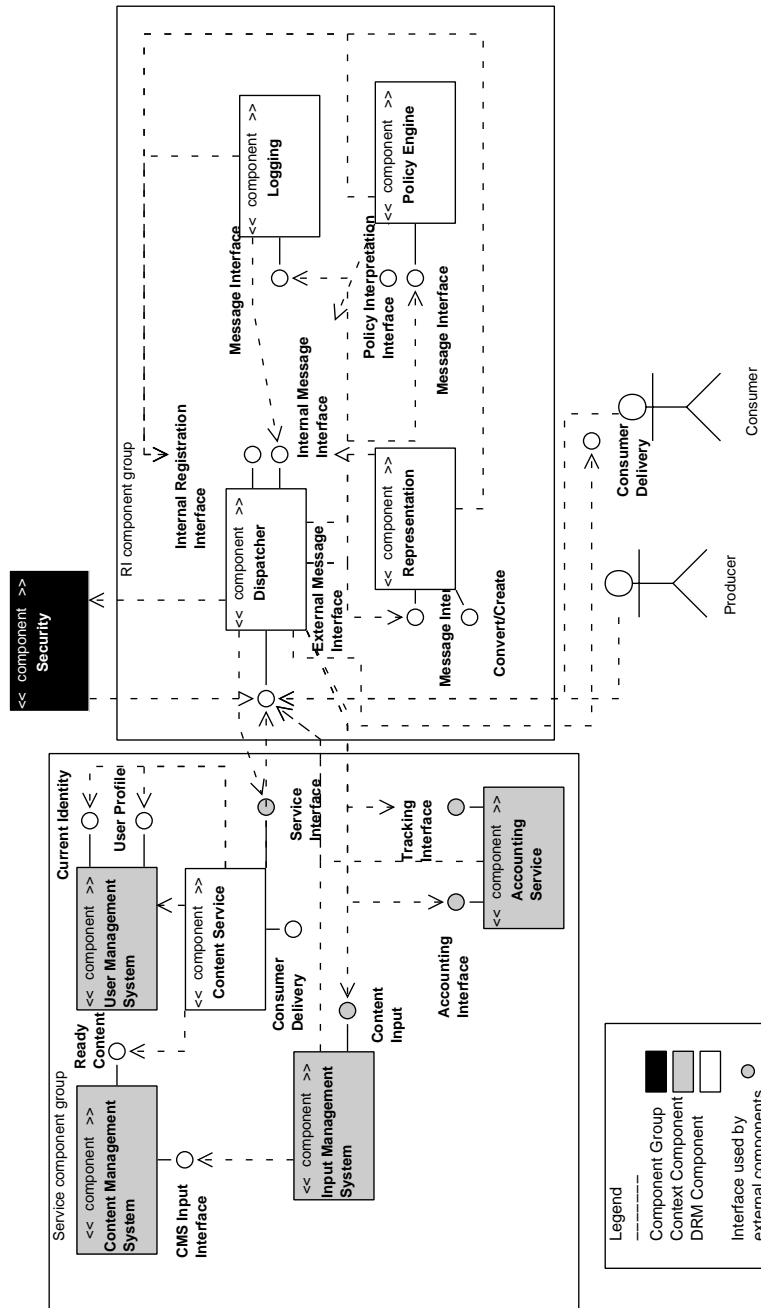 Service component group
<< component >>
Content Management
System
Ready
Content
CMS Input
Interface
<< component >>
User Management
System
Current Identity
User Profile
<< component >>
Content Service
Consumer
Delivery
Service
Interface
<< component >>
Input Management
System
Content
Input
Accounting
Interface
Tracking
Interface
<< component >>
Accounting
Service
<< component >>
Security
RI component group
<< component >>
Dispatcher
Internal Registration
Interface
Internal Message
Interface
External Message
Interface
Message Interface
<< component >>
Logging
<< component >>
Representation
Message Inter
Convert/Create
Policy Interpretation
Interface
Message Interface
<< component >>
Policy Engine
Consumer
Delivery
Producer
Consumer
Legend
Component Group
Context Component
DRM Component
Interface used by
external components